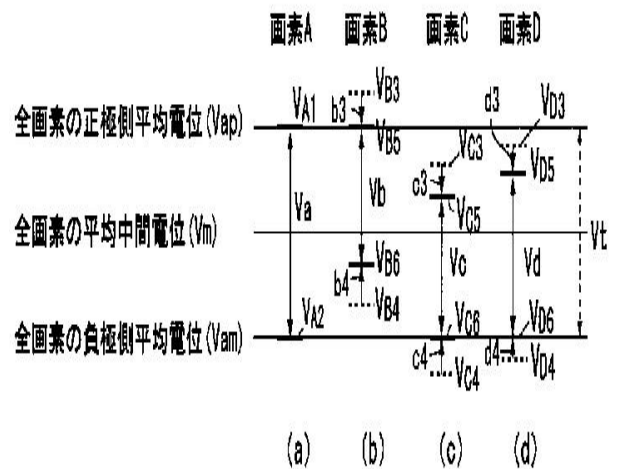 画素A 画素B 画素C 画素D
VB3 d3
VA1 b3 VD3
全画素の正極側平均電位(Vap)
VB5 VC3 VD5
c3
Va Vb VC5
全画素の平均中間電位(Vm) Vt
VB6 Vc Vd
b4
VA2 VB4 VC6 VD6
全画素の負極側平均電位(Vam)
c4 VC4 d4 VD4
(a) (b) (c) (d)